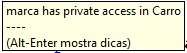 marca has private access in Carro
----
(Alt-Enter mostra dicas)